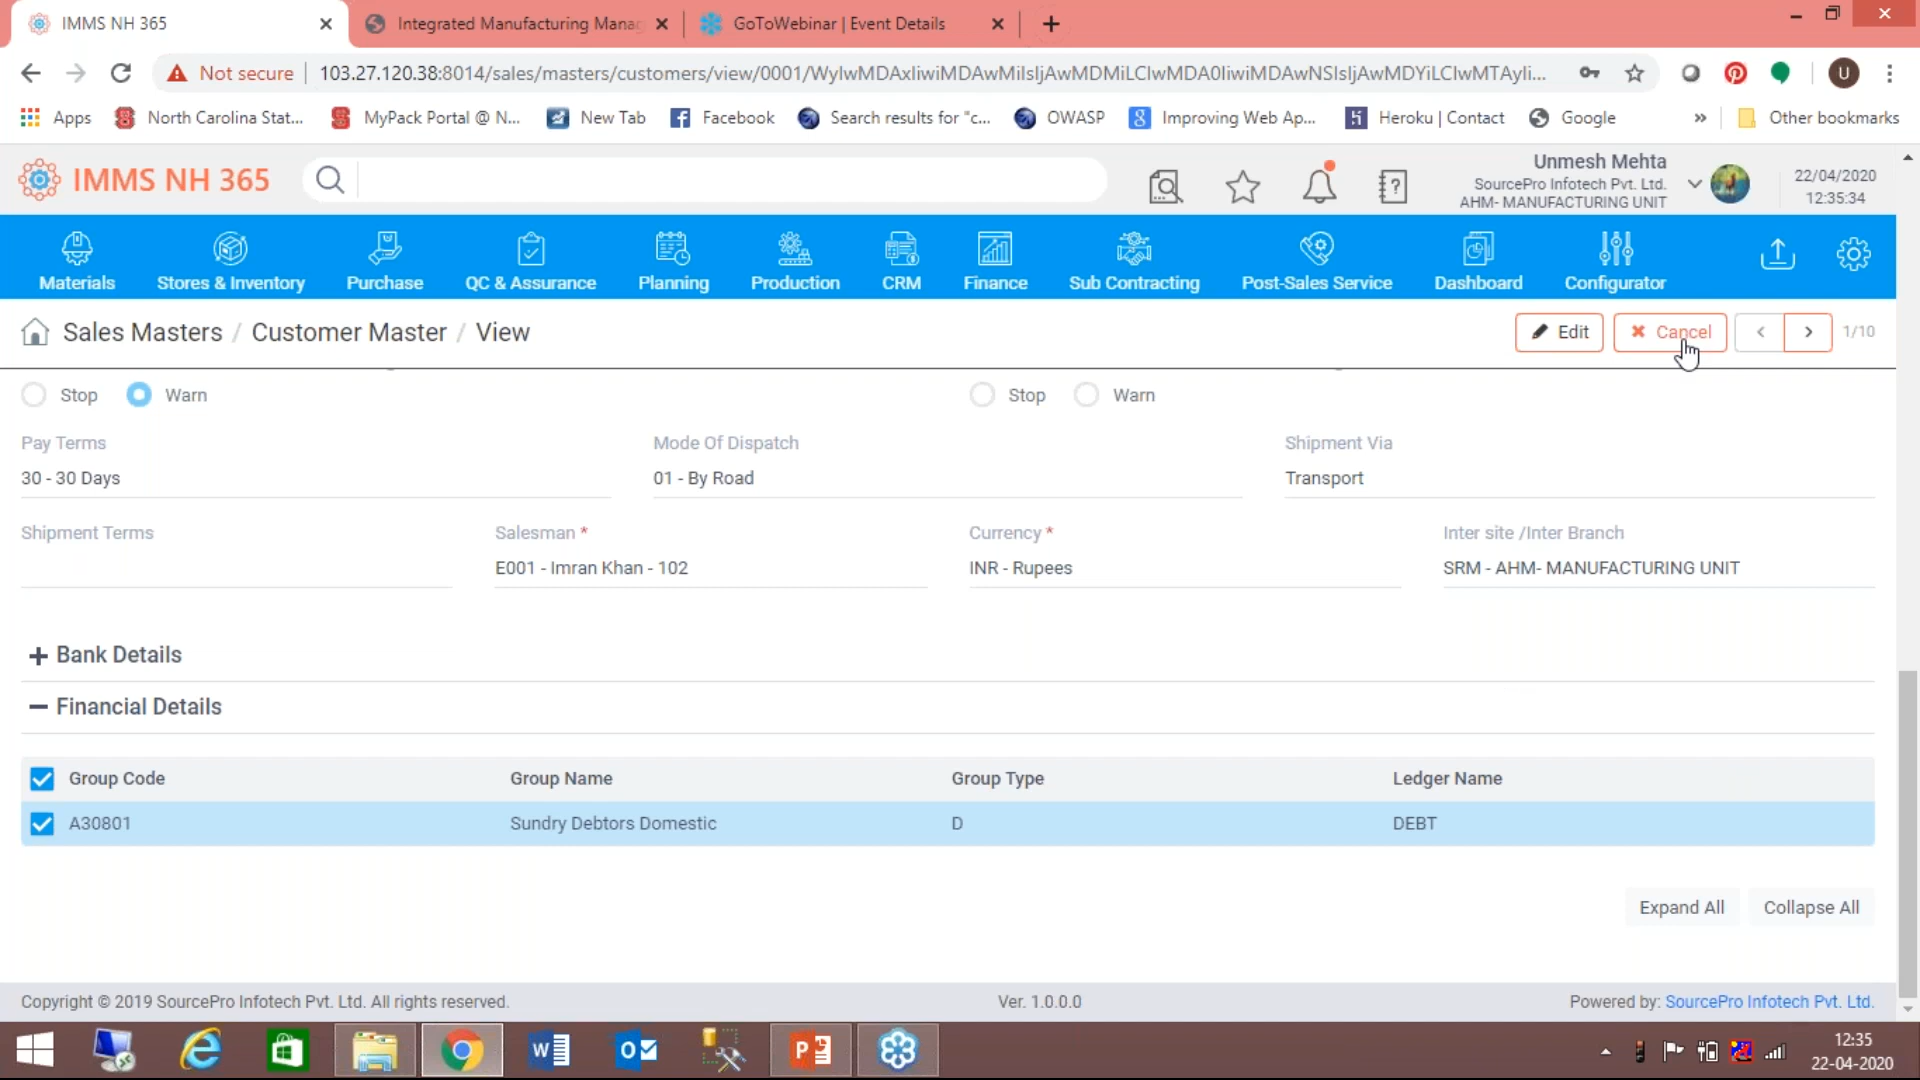 IMMS NH 365
Integrated Manufacturing Manag
GoToWebinar | Event Details
Not secure
103.27.120.38:8014/sales/masters/customers/view/0001/WyIwMDAxIiwiMDAwMiIsIjAwMDMiLCIwMDA0IiwiMDAwNSIsIjAwMDYiLCIwMTAyIi...
U
Apps
North Carolina Stat...
MyPack Portal @ N...
New Tab
Facebook
Search results for "c...
OWASP
Improving Web Ap...
Heroku | Contact
Google
Other bookmarks
IMMS NH 365
Unmesh Mehta
SourcePro Infotech Pvt. Ltd.
AHM- MANUFACTURING UNIT
22/04/2020
12:35:34
Materials
Stores & Inventory
Purchase
QC & Assurance
Planning
Production
CRM
Finance
Sub Contracting
Post-Sales Service
Dashboard
Configurator
Sales Masters / Customer Master / View
Edit
Cancel
1/10
Stop
Warn
Stop
Warn
Pay Terms
Mode Of Dispatch
Shipment Via
30 - 30 Days
01 - By Road
Transport
Shipment Terms
Salesman *
Currency *
Inter site /Inter Branch
E001 - Imran Khan - 102
INR - Rupees
SRM - AHM- MANUFACTURING UNIT
Bank Details
Financial Details
Group Code
Group Name
Group Type
Ledger Name
A30801
Sundry Debtors Domestic
D
DEBT
Expand All
Collapse All
Copyright © 2019 SourcePro Infotech Pvt. Ltd. All rights reserved.
Ver. 1.0.0.0
Powered by: SourcePro Infotech Pvt. Ltd.
12:35
22-04-2020